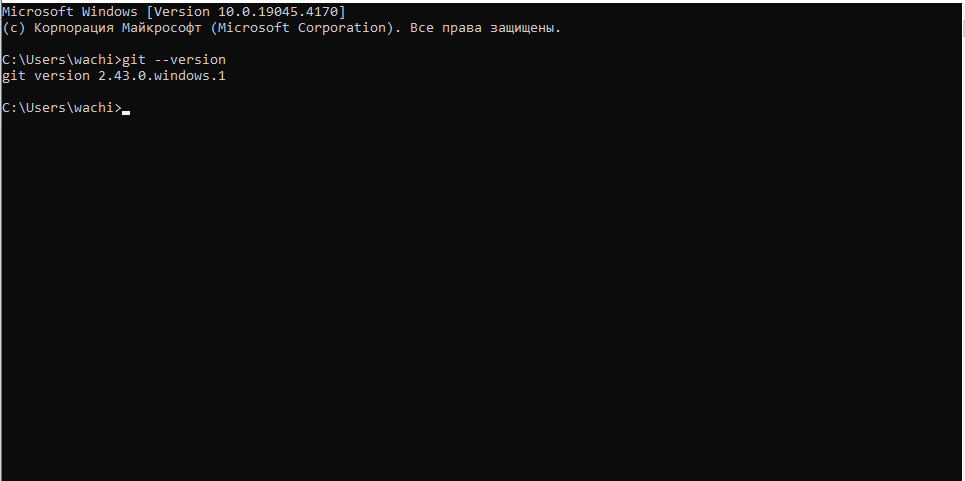 Microsoft Windows [Version 10.0.19045.4170]
(c) Корпорация Майкрософт (Microsoft Corporation). Все права защищены.
C:\Users\wachi>git --version
git version 2.43.0.windows.1
C:\Users\wachi>